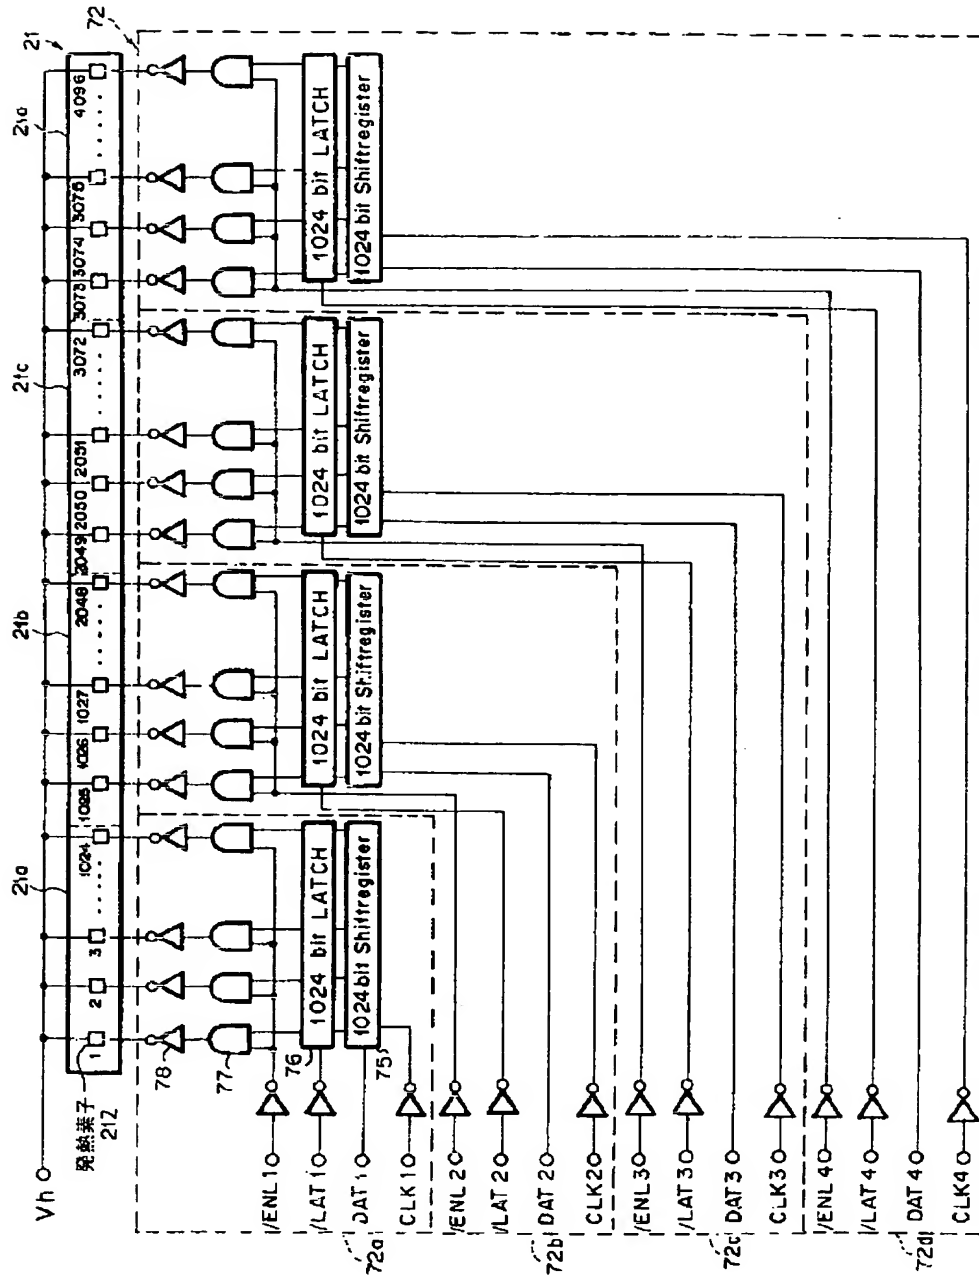 Vh
発熱素子
212
21a
21b
21c
21d
21
72
1
2
3
1024
1025
1026
1027
2048
2049
2050
2051
3072
3073
3074
3075
4096
78
77
76
75
1024 bit LATCH
1024 bit Shiftregister
1024 bit LATCH
1024 bit Shiftregister
1024 bit LATCH
1024 bit Shiftregister
1024 bit LATCH
1024 bit Shiftregister
/ENL1
/LAT1
DAT1
CLK1
72a
/ENL2
/LAT2
DAT2
CLK2
72b
/ENL3
/LAT3
DAT3
CLK3
72c
/ENL4
/LAT4
DAT4
CLK4
72d